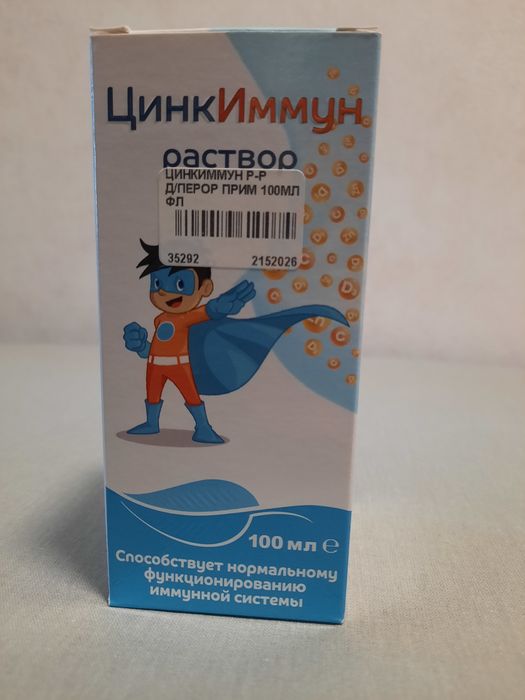 ЦинкИммун
раствор
ЦИНКИММУН Р-Р
Д/ПЕРОР ПРИМ 100МЛ
ФЛ
35292 2152026
100 мл ℮
Способствует нормальному
функционированию
иммунной системы